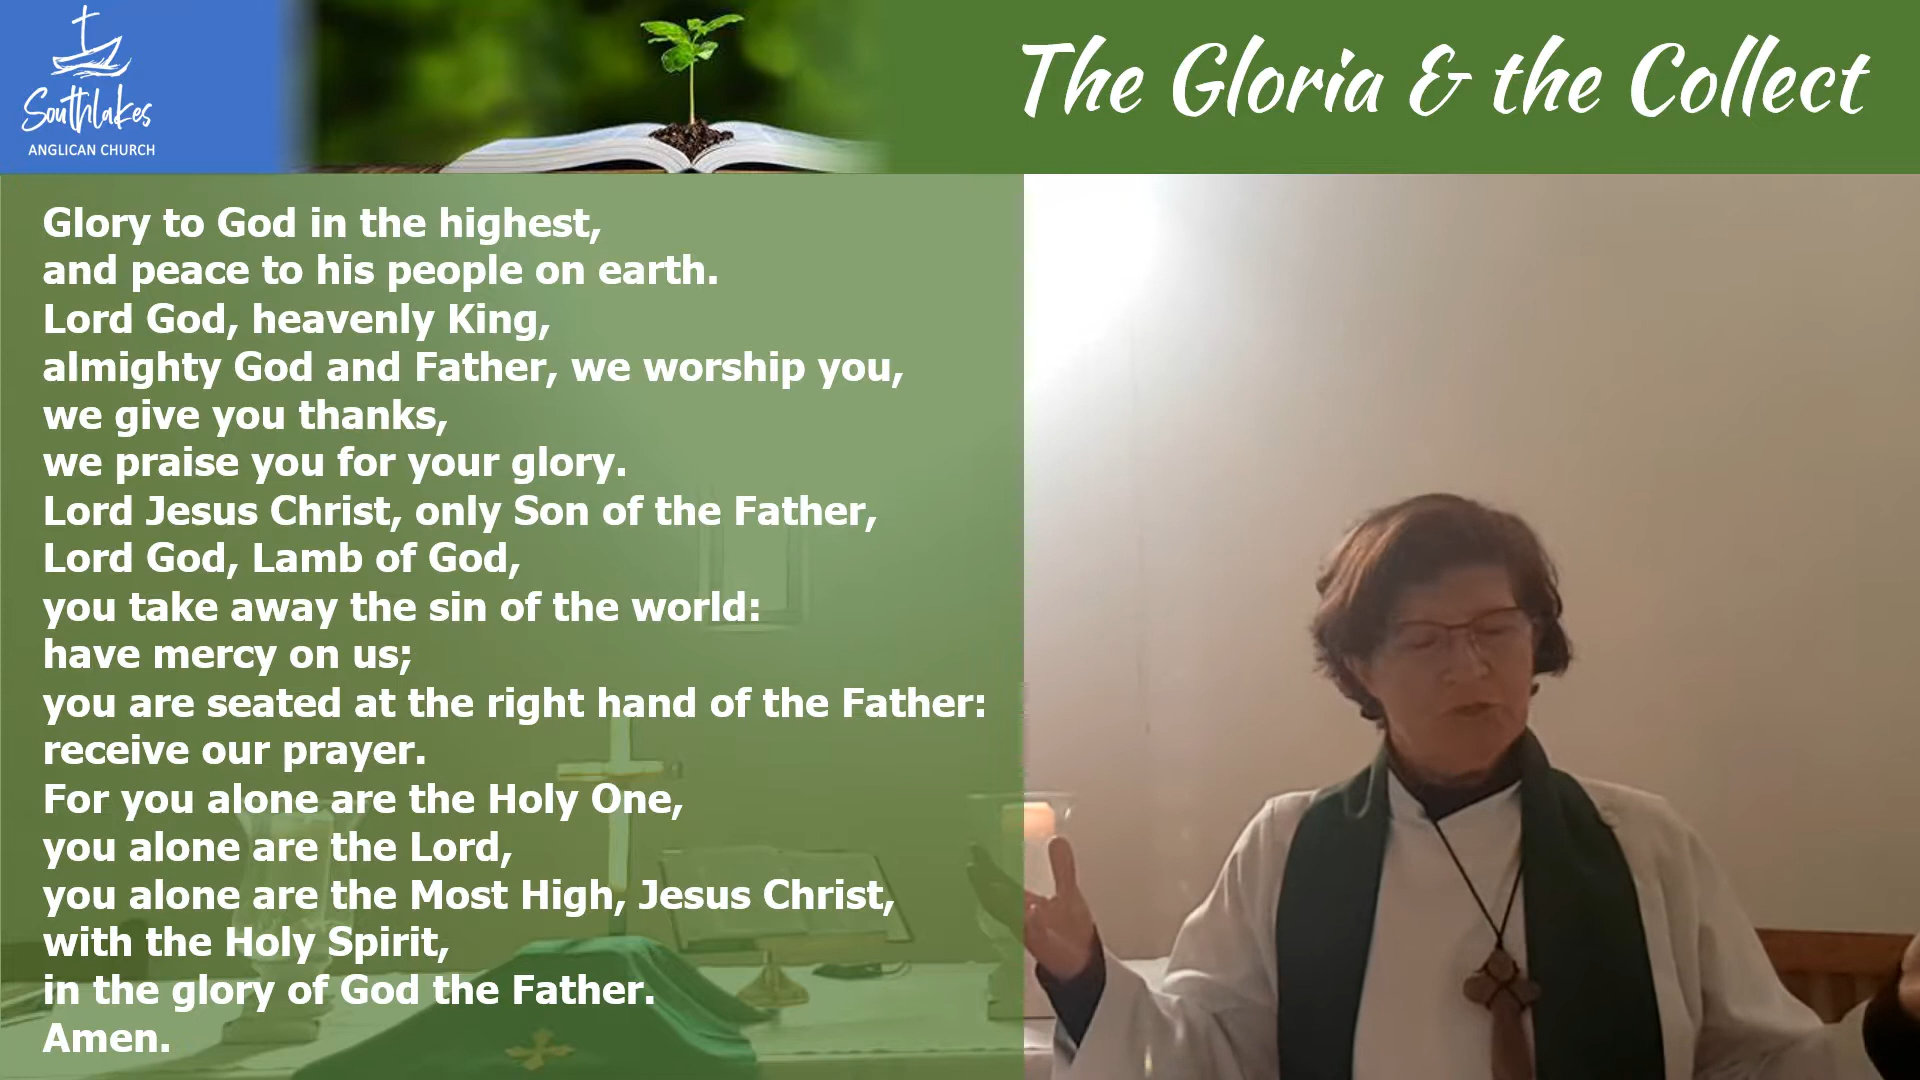 Southlakes
ANGLICAN CHURCH
The Gloria & the Collect
Glory to God in the highest,
and peace to his people on earth.
Lord God, heavenly King,
almighty God and Father, we worship you,
we give you thanks,
we praise you for your glory.
Lord Jesus Christ, only Son of the Father,
Lord God, Lamb of God,
you take away the sin of the world:
have mercy on us;
you are seated at the right hand of the Father:
receive our prayer.
For you alone are the Holy One,
you alone are the Lord,
you alone are the Most High, Jesus Christ,
with the Holy Spirit,
in the glory of God the Father.
Amen.